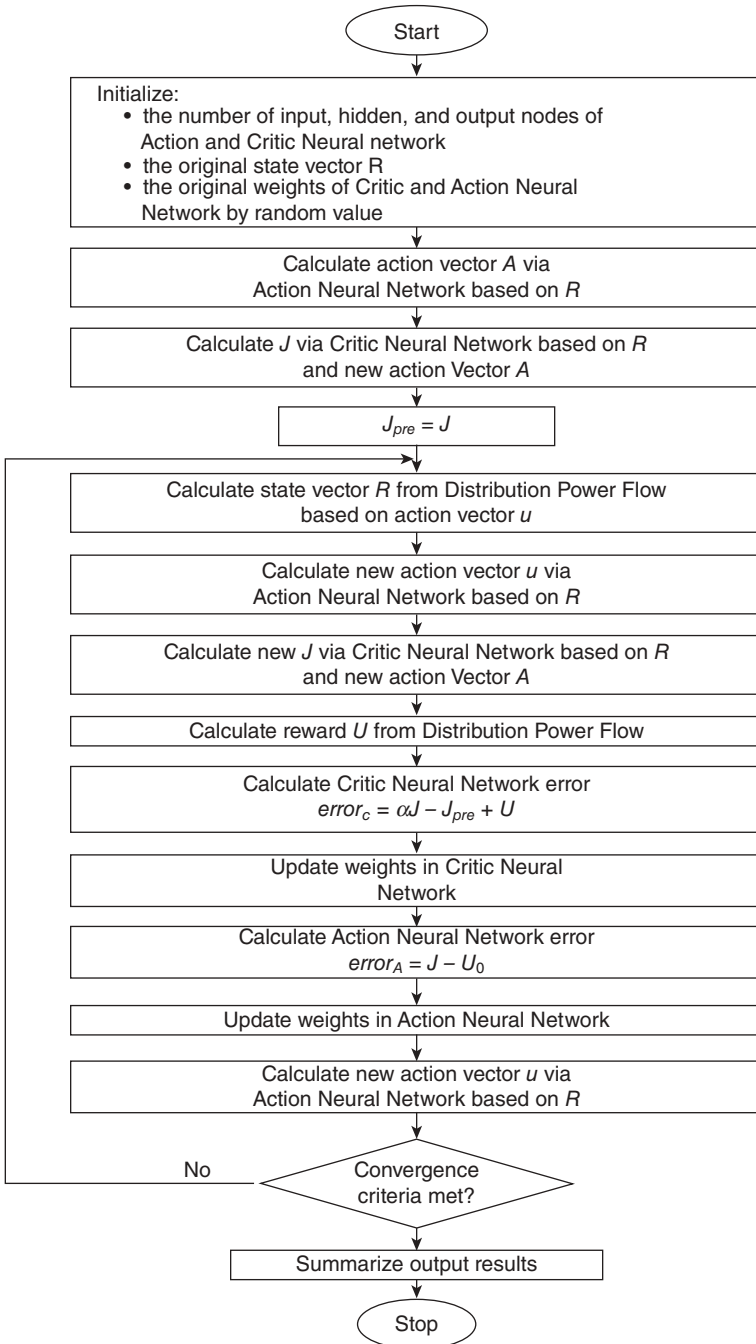 Start
Initialize:
• the number of input, hidden, and output nodes of
Action and Critic Neural network
• the original state vector R
• the original weights of Critic and Action Neural
Network by random value
Calculate action vector A via
Action Neural Network based on R
Calculate J via Critic Neural Network based on R
and new action Vector A
J_pre = J
Calculate state vector R from Distribution Power Flow
based on action vector u
Calculate new action vector u via
Action Neural Network based on R
Calculate new J via Critic Neural Network based on R
and new action Vector A
Calculate reward U from Distribution Power Flow
Calculate Critic Neural Network error
error_c = αJ – J_pre + U
Update weights in Critic Neural
Network
Calculate Action Neural Network error
error_A = J – U_0
Update weights in Action Neural Network
Calculate new action vector u via
Action Neural Network based on R
No
Convergence
criteria met?
Summarize output results
Stop